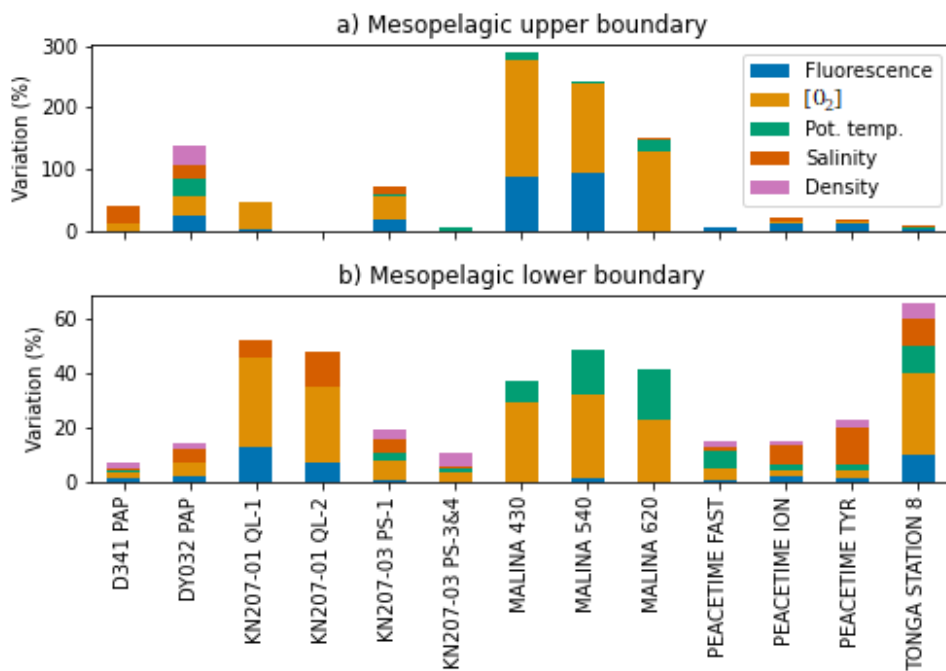 a) Mesopelagic upper boundary
Variation (%)
300
200
100
0
Fluorescence
[O₂]
Pot. temp.
Salinity
Density
b) Mesopelagic lower boundary
Variation (%)
60
40
20
0
D341 PAP
DY032 PAP
KN207-01 QL-1
KN207-01 QL-2
KN207-03 PS-1
KN207-03 PS-3&4
MALINA 430
MALINA 540
MALINA 620
PEACETIME FAST
PEACETIME ION
PEACETIME TYR
TONGA STATION 8